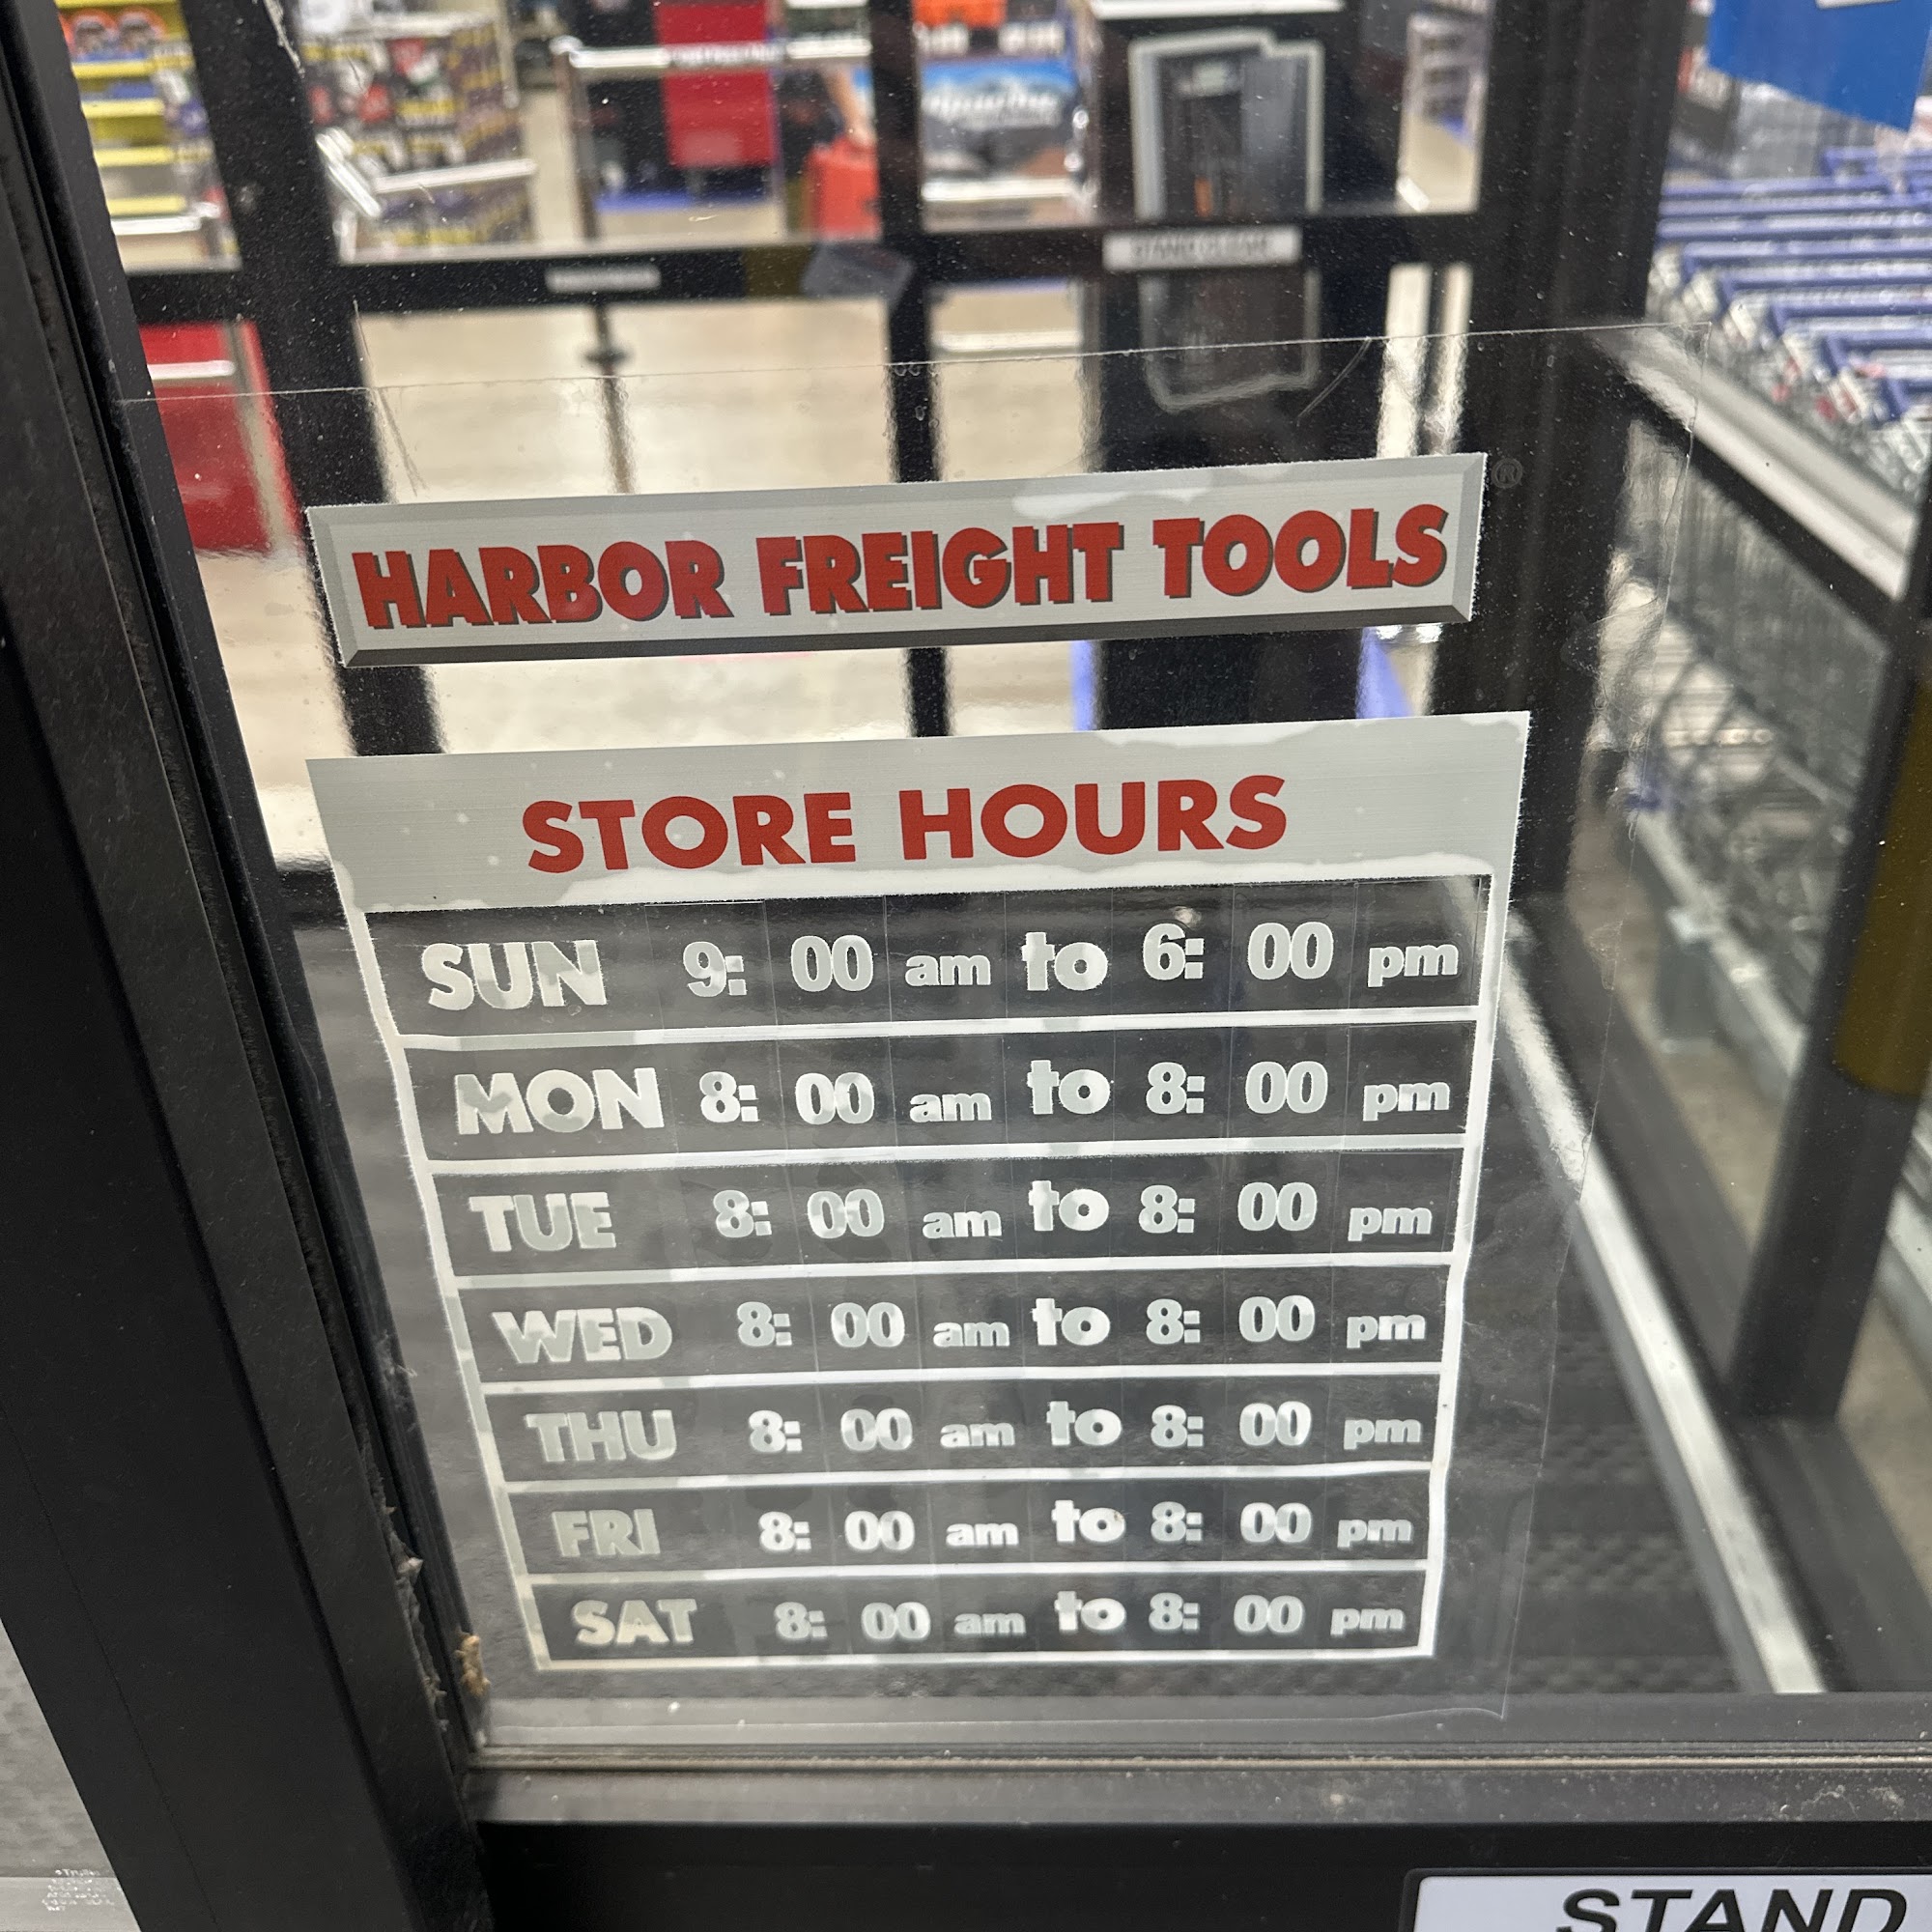 STAND CLEAR
®
HARBOR FREIGHT TOOLS
STORE HOURS
SUN 9: 00 am to 6: 00 pm
MON 8: 00 am to 8: 00 pm
TUE 8: 00 am to 8: 00 pm
WED 8: 00 am to 8: 00 pm
THU 8: 00 am to 8: 00 pm
FRI 8: 00 am to 8: 00 pm
SAT 8: 00 am to 8: 00 pm
STAND